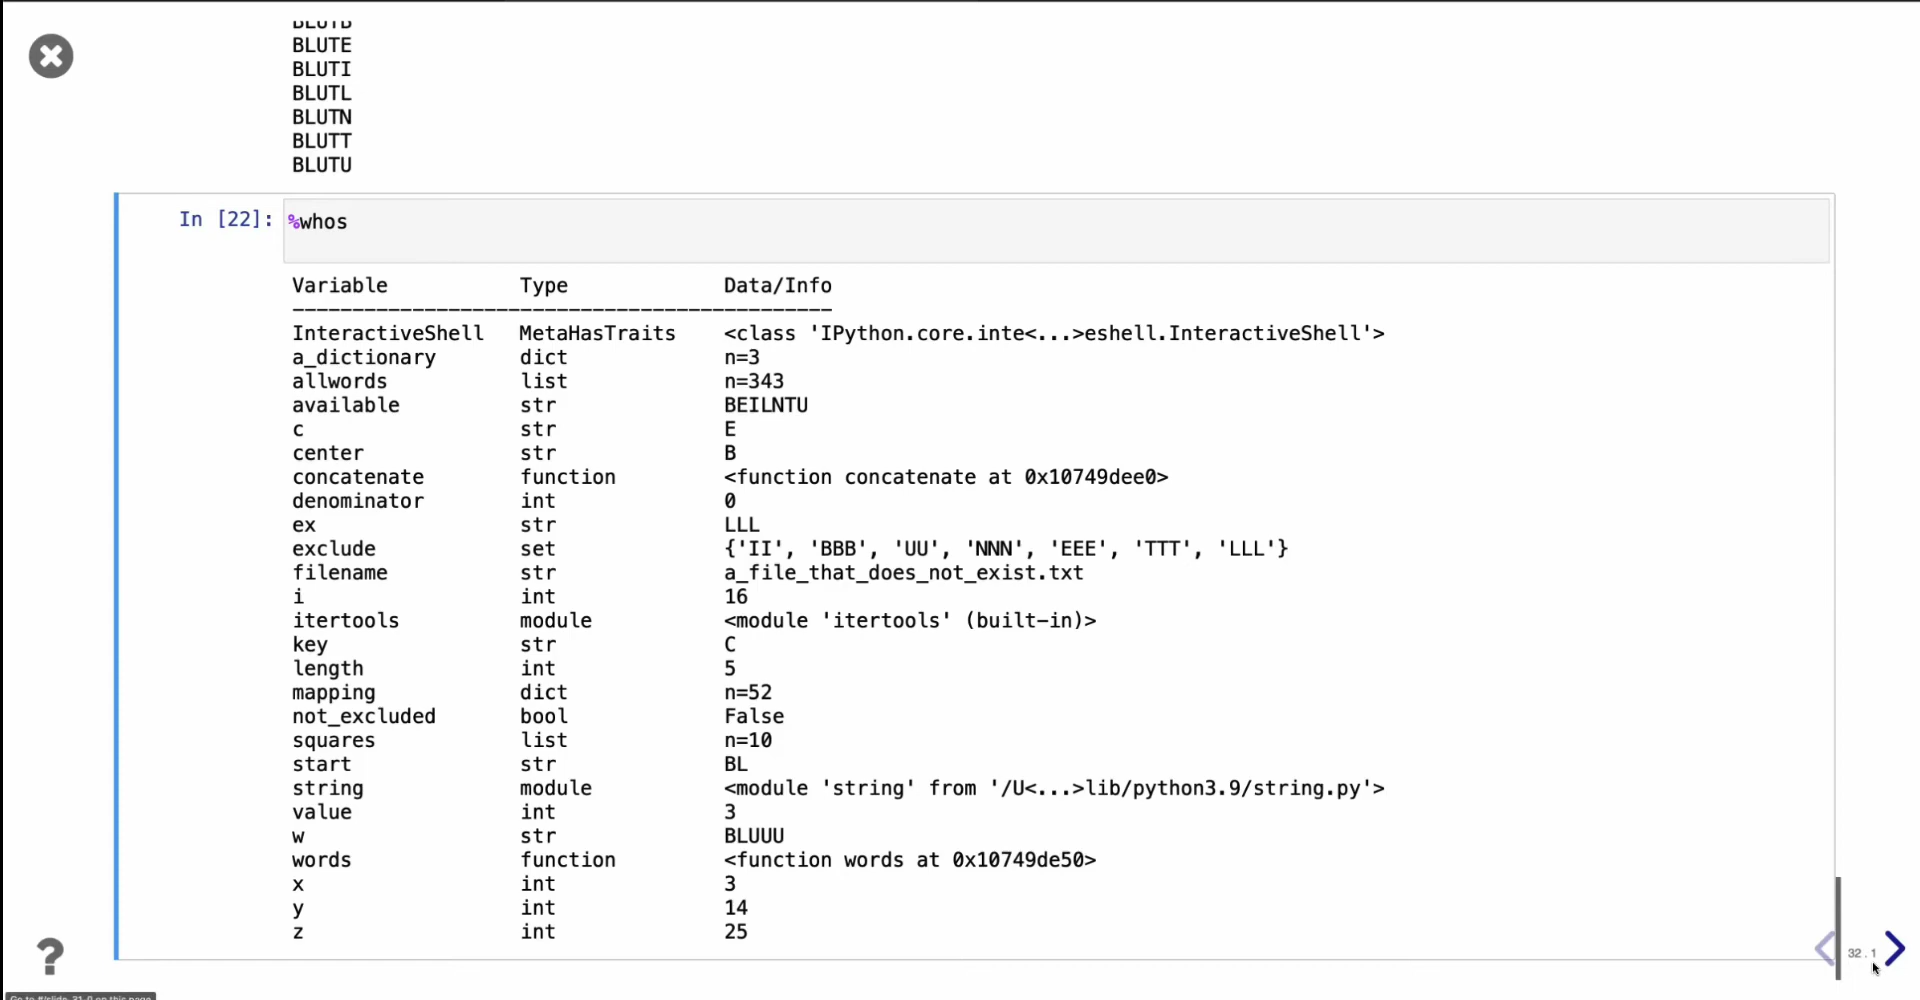 BLUTE
BLUTI
BLUTL
BLUTN
BLUTT
BLUTU
In [22]: %whos
Variable Type Data/Info
----------------------------------------------
InteractiveShell MetaHasTraits <class 'IPython.core.inte<...>eshell.InteractiveShell'>
a_dictionary dict n=3
allwords list n=343
available str BEILNTU
c str E
center str B
concatenate function <function concatenate at 0x10749dee0>
denominator int 0
ex str LLL
exclude set {'II', 'BBB', 'UU', 'NNN', 'EEE', 'TTT', 'LLL'}
filename str a_file_that_does_not_exist.txt
i int 16
itertools module <module 'itertools' (built-in)>
key str C
length int 5
mapping dict n=52
not_excluded bool False
squares list n=10
start str BL
string module <module 'string' from '/U<...>lib/python3.9/string.py'>
value int 3
w str BLUUU
words function <function words at 0x10749de50>
x int 3
y int 14
z int 25
?
32.1